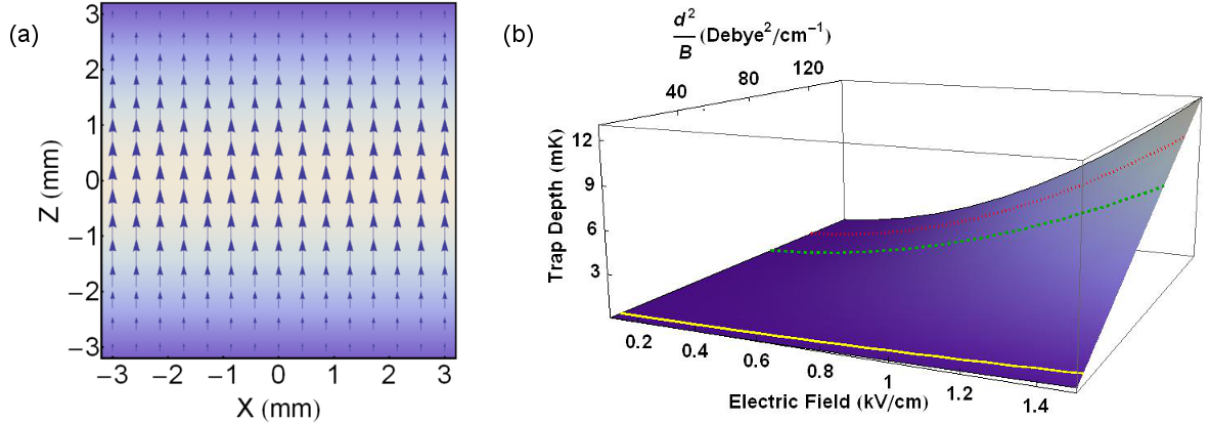 (a)
3
2
1
0
−1
−2
−3
Z (mm)
−3 −2 −1 0 1 2 3
X (mm)
(b)
d²/B (Debye²/cm⁻¹)
40 80 120
12
9
6
3
Trap Depth (mK)
0.2 0.4 0.6 0.8 1 1.2 1.4
Electric Field (kV/cm)